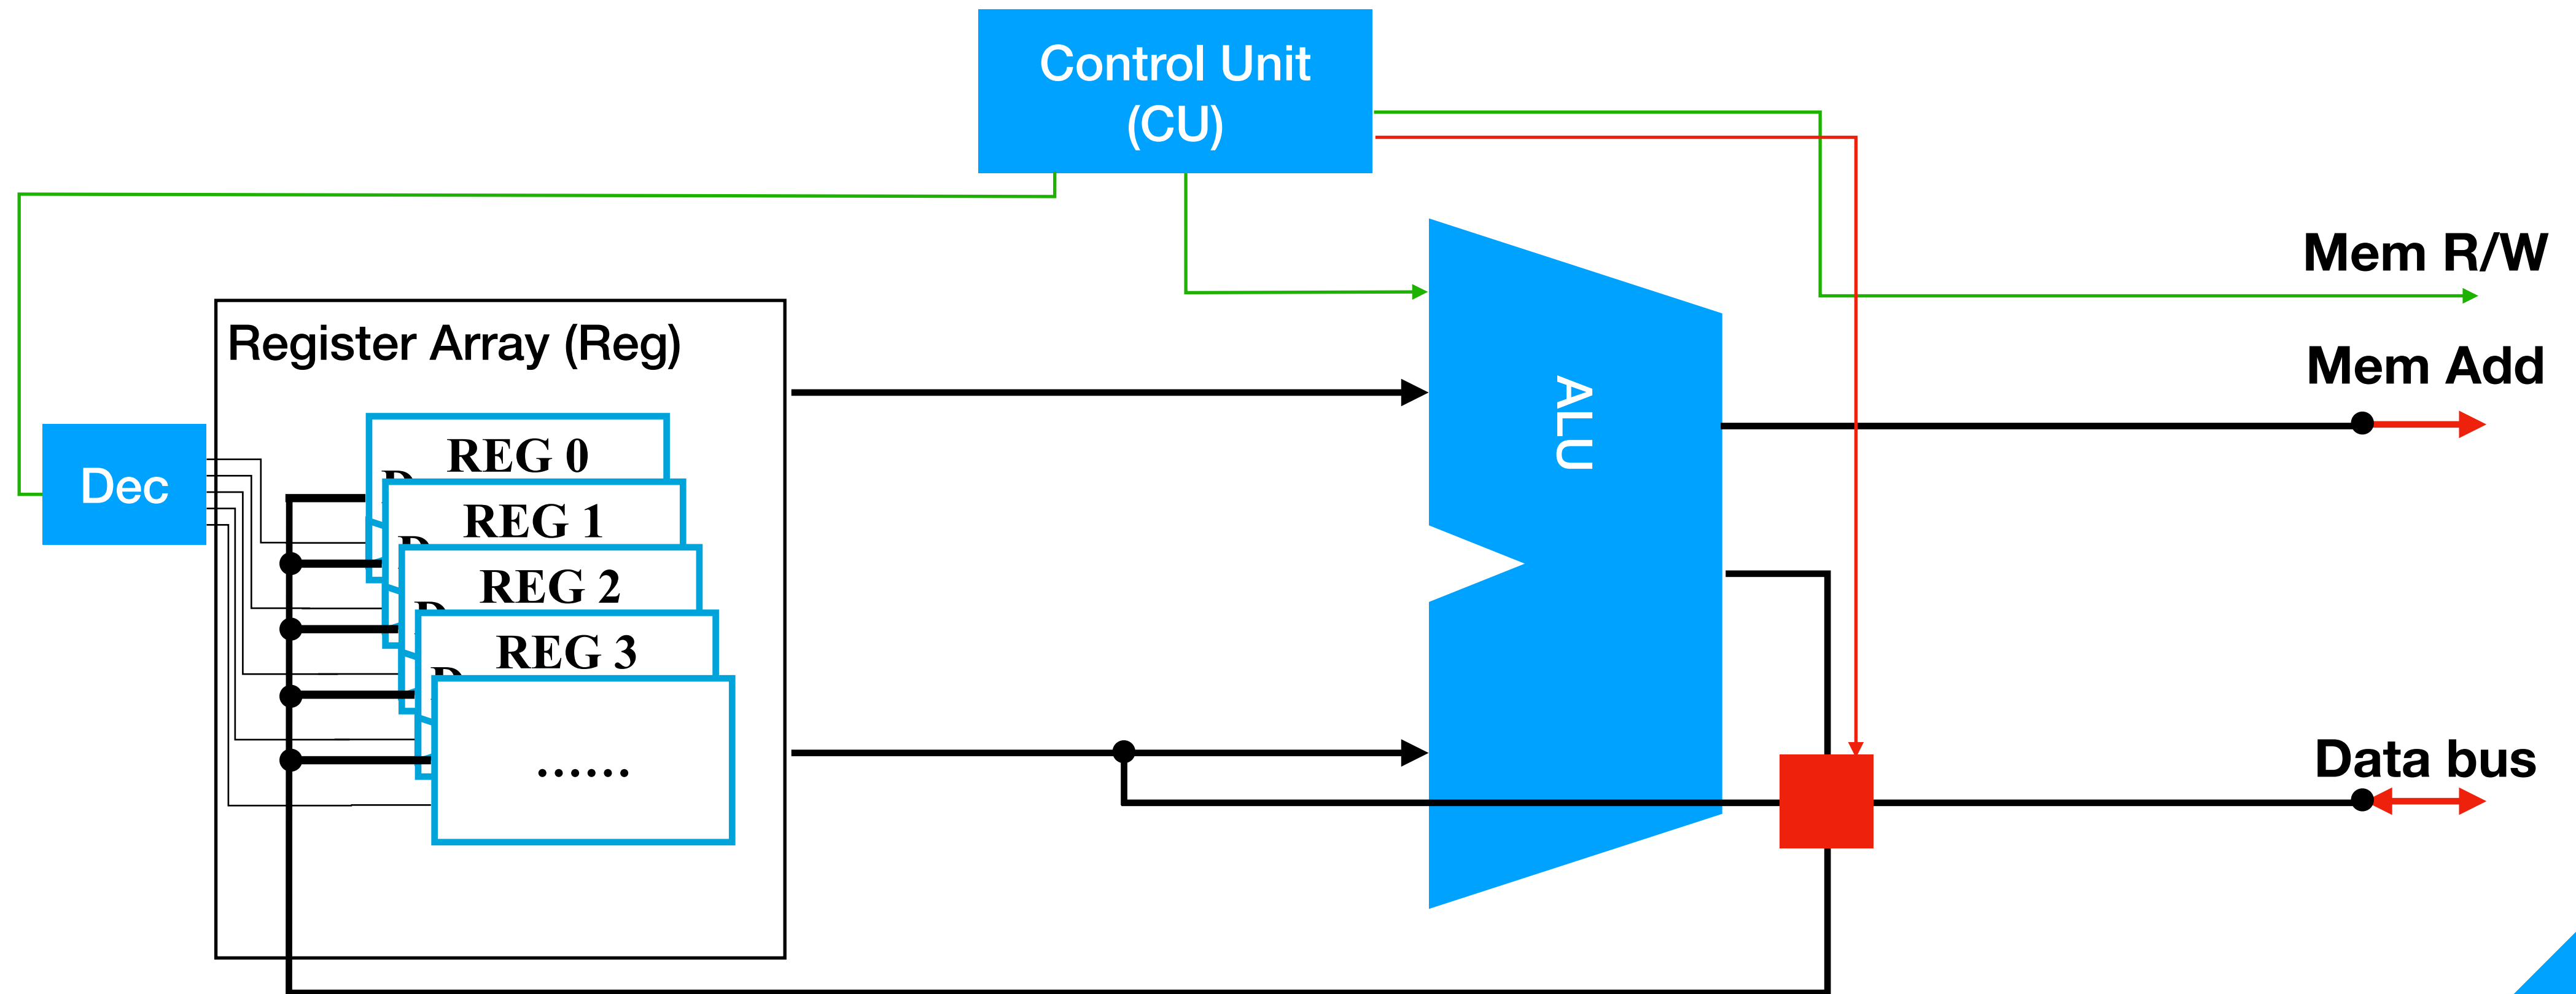 Control Unit
(CU)
Mem R/W
Register Array (Reg)
Mem Add
ALU
REG 0
Dec
REG 1
REG 2
REG 3
......
Data bus